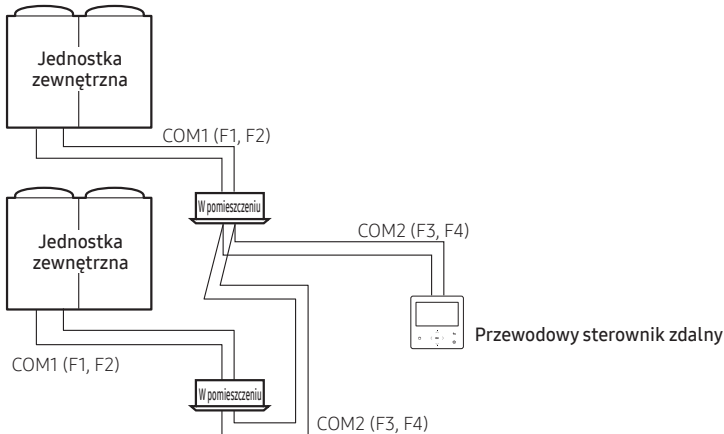 Jednostka
zewnętrzna
COM1 (F1, F2)
W pomieszczeniu
COM2 (F3, F4)
Jednostka
zewnętrzna
Przewodowy sterownik zdalny
COM1 (F1, F2)
W pomieszczeniu
COM2 (F3, F4)